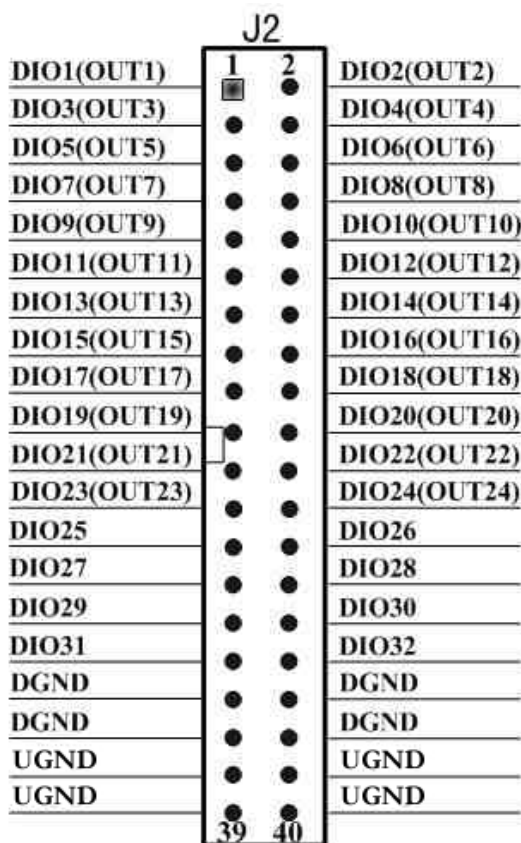 J2
1 2
DIO1(OUT1) DIO2(OUT2)
DIO3(OUT3) DIO4(OUT4)
DIO5(OUT5) DIO6(OUT6)
DIO7(OUT7) DIO8(OUT8)
DIO9(OUT9) DIO10(OUT10)
DIO11(OUT11) DIO12(OUT12)
DIO13(OUT13) DIO14(OUT14)
DIO15(OUT15) DIO16(OUT16)
DIO17(OUT17) DIO18(OUT18)
DIO19(OUT19) DIO20(OUT20)
DIO21(OUT21) DIO22(OUT22)
DIO23(OUT23) DIO24(OUT24)
DIO25 DIO26
DIO27 DIO28
DIO29 DIO30
DIO31 DIO32
DGND DGND
DGND DGND
UGND UGND
UGND UGND
39 40